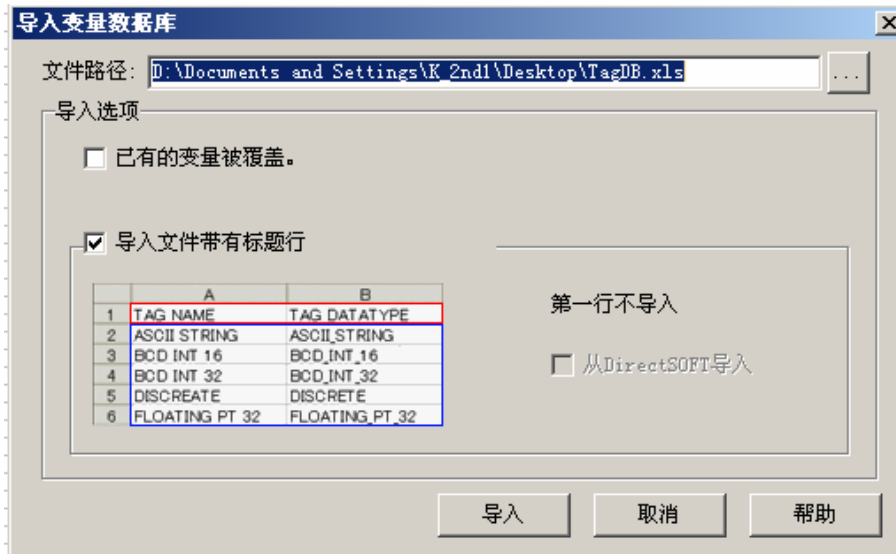 导入变量数据库
文件路径: D:\Documents and Settings\K_2nd1\Desktop\TagDB.xls ...
导入选项
已有的变量被覆盖。
导入文件带有标题行
A B
1 TAG NAME TAG DATATYPE
2 ASCII STRING ASCII_STRING
3 BCD INT 16 BCD_INT_16
4 BCD INT 32 BCD_INT_32
5 DISCREATE DISCRETE
6 FLOATING PT 32 FLOATING_PT_32
第一行不导入
从DirectSOFT导入
导入 取消 帮助